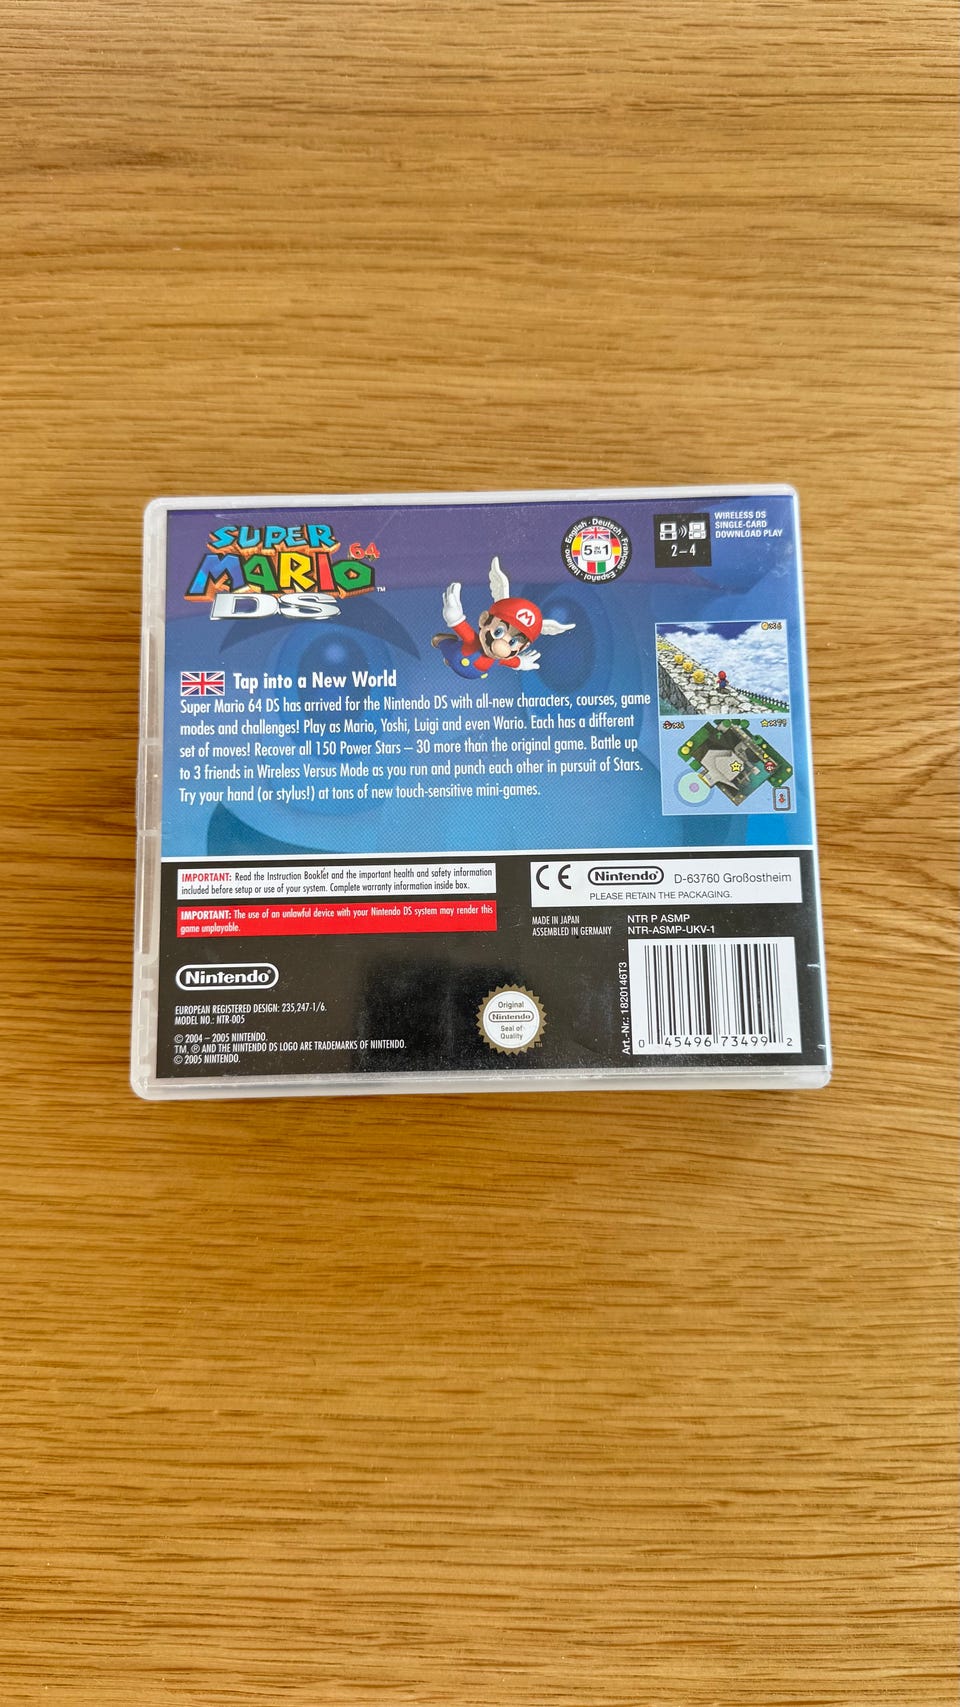 SUPER
MARIO 64™
DS
English · Deutsch · Français · Español · Italiano
5 IN EN 1
2–4
WIRELESS DS
SINGLE-CARD
DOWNLOAD PLAY
M
Tap into a New World
Super Mario 64 DS has arrived for the Nintendo DS with all-new characters, courses, game
modes and challenges! Play as Mario, Yoshi, Luigi and even Wario. Each has a different
set of moves! Recover all 150 Power Stars – 30 more than the original game. Battle up
to 3 friends in Wireless Versus Mode as you run and punch each other in pursuit of Stars.
Try your hand (or stylus!) at tons of new touch-sensitive mini-games.
IMPORTANT: Read the Instruction Booklet and the important health and safety information
included before setup or use of your system. Complete warranty information inside box.
IMPORTANT: The use of an unlawful device with your Nintendo DS system may render this
game unplayable.
CE Nintendo® D-63760 Großostheim
PLEASE RETAIN THE PACKAGING.
MADE IN JAPAN
ASSEMBLED IN GERMANY
NTR P ASMP
NTR-ASMP-UKV-1
Nintendo®
EUROPEAN REGISTERED DESIGN: 235,247-1/6.
MODEL NO.: NTR-005
© 2004 – 2005 NINTENDO.
TM, ® AND THE NINTENDO DS LOGO ARE TRADEMARKS OF NINTENDO.
© 2005 NINTENDO.
Original
Nintendo®
Seal of
Quality
™
Art.-Nr.: 1820146T3
0 45496 73499 2